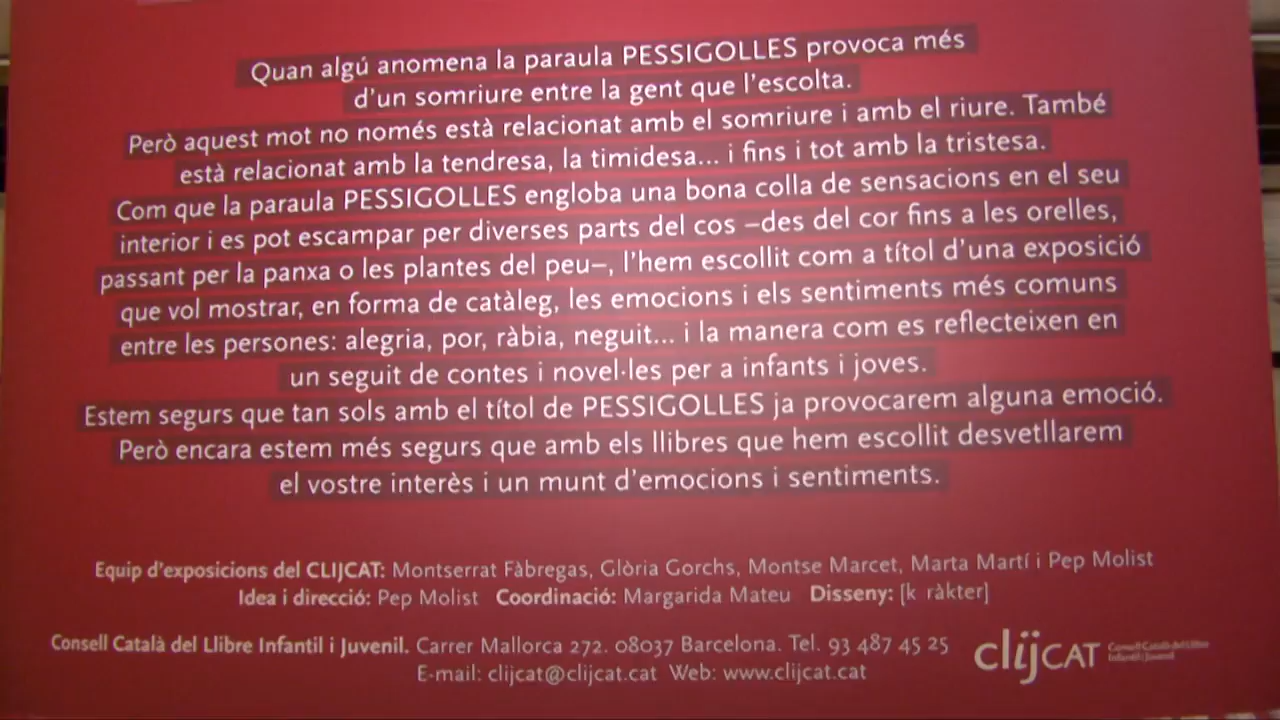 Quan algú anomena la paraula PESSIGOLLES provoca més
d'un somriure entre la gent que l'escolta.
Però aquest mot no només està relacionat amb el somriure i amb el riure. També
està relacionat amb la tendresa, la timidesa... i fins i tot amb la tristesa.
Com que la paraula PESSIGOLLES engloba una bona colla de sensacions en el seu
interior i es pot escampar per diverses parts del cos –des del cor fins a les orelles,
passant per la panxa o les plantes del peu–, l'hem escollit com a títol d'una exposició
que vol mostrar, en forma de catàleg, les emocions i els sentiments més comuns
entre les persones: alegria, por, ràbia, neguit... i la manera com es reflecteixen en
un seguit de contes i novel·les per a infants i joves.
Estem segurs que tan sols amb el títol de PESSIGOLLES ja provocarem alguna emoció.
Però encara estem més segurs que amb els llibres que hem escollit desvetllarem
el vostre interès i un munt d'emocions i sentiments.
Equip d'exposicions del CLIJCAT: Montserrat Fàbregas, Glòria Gorchs, Montse Marcet, Marta Martí i Pep Molist
Idea i direcció: Pep Molist Coordinació: Margarida Mateu Disseny: [k ràkter]
Consell Català del Llibre Infantil i Juvenil. Carrer Mallorca 272. 08037 Barcelona. Tel. 93 487 45 25
E-mail: clijcat@clijcat.cat Web: www.clijcat.cat
clijCAT
Consell Català del Llibre
Infantil i Juvenil